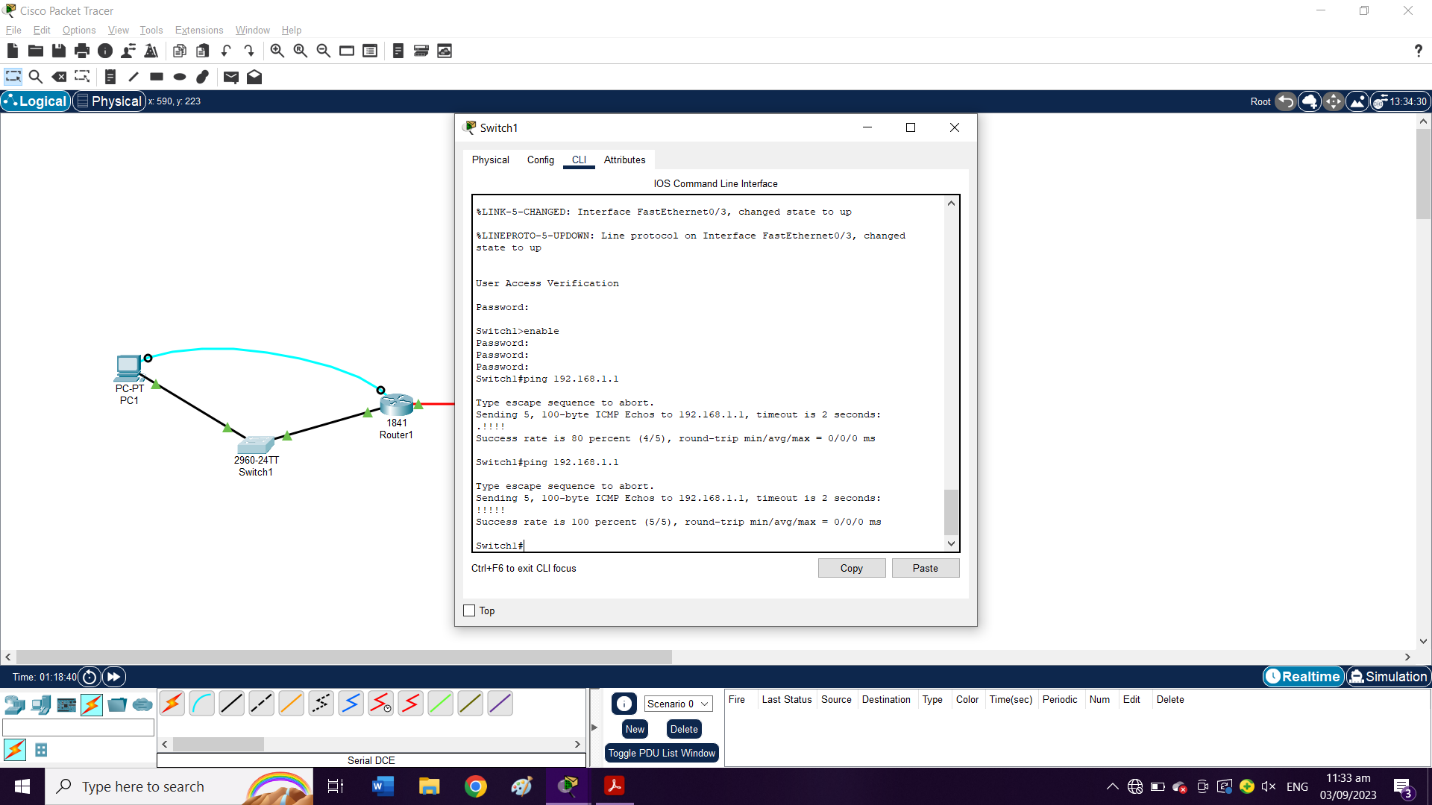 Cisco Packet Tracer
File Edit Options View Tools Extensions Window Help
?
Logical Physical x: 590, y: 223 Root 13:34:30
Switch1
Physical Config CLI Attributes
IOS Command Line Interface
%LINK-5-CHANGED: Interface FastEthernet0/3, changed state to up
%LINEPROTO-5-UPDOWN: Line protocol on Interface FastEthernet0/3, changed
state to up
User Access Verification
Password:
Switch1>enable
Password:
Password:
Password:
Switch1#ping 192.168.1.1
Type escape sequence to abort.
Sending 5, 100-byte ICMP Echos to 192.168.1.1, timeout is 2 seconds:
.!!!!
Success rate is 80 percent (4/5), round-trip min/avg/max = 0/0/0 ms
Switch1#ping 192.168.1.1
Type escape sequence to abort.
Sending 5, 100-byte ICMP Echos to 192.168.1.1, timeout is 2 seconds:
!!!!!
Success rate is 100 percent (5/5), round-trip min/avg/max = 0/0/0 ms
Switch1#
Ctrl+F6 to exit CLI focus Copy Paste
Top
PC-PT
PC1
1841
Router1
2960-24TT
Switch1
Time: 01:18:40 Realtime Simulation
Scenario 0
New Delete
Toggle PDU List Window
Fire Last Status Source Destination Type Color Time(sec) Periodic Num Edit Delete
Serial DCE
Type here to search
ENG
11:33 am
03/09/2023
3